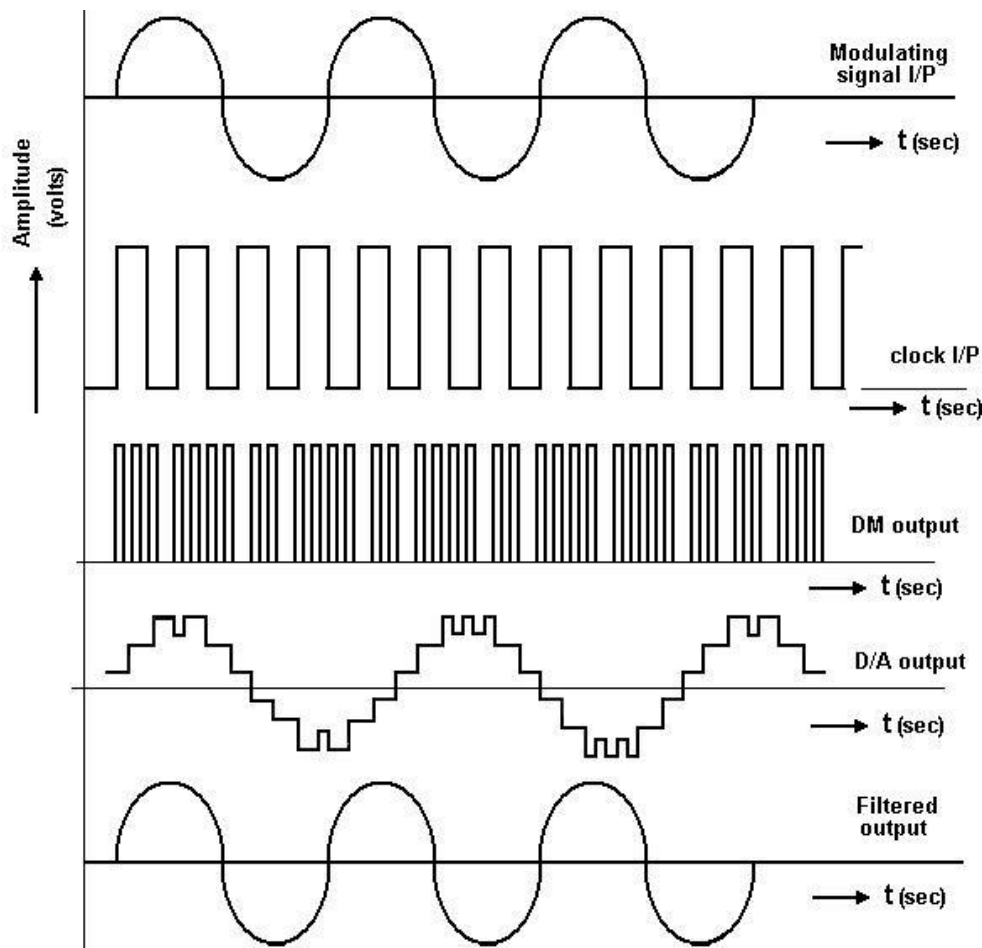 Modulating
signal I/P
t (sec)
Amplitude
(volts)
clock I/P
t (sec)
DM output
t (sec)
D/A output
t (sec)
Filtered
output
t (sec)